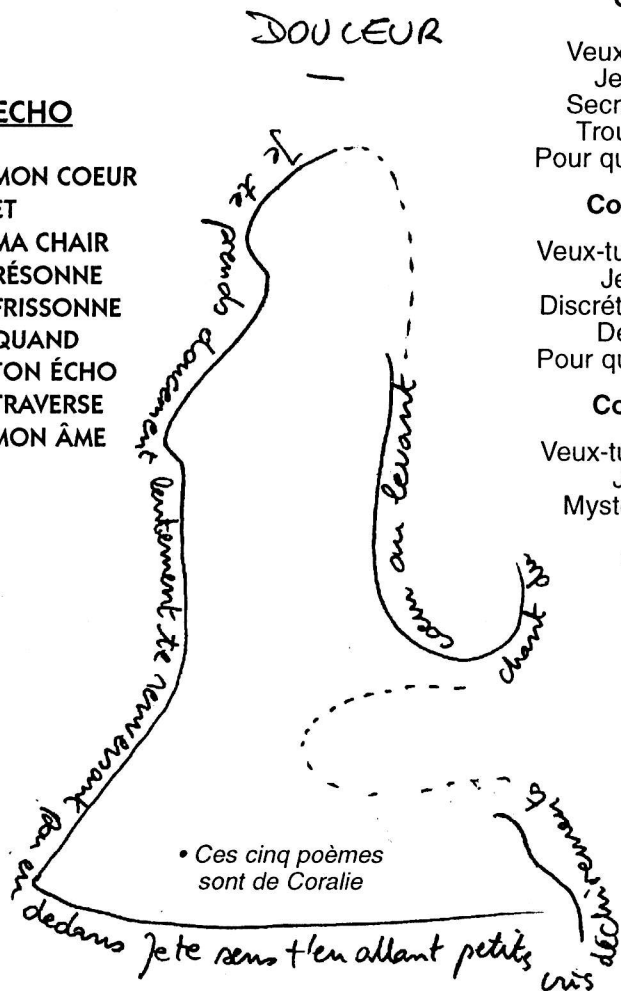 DOUCEUR
ECHO
MON COEUR
ET
MA CHAIR
RÉSONNE
FRISSONNE
QUAND
TON ÉCHO
TRAVERSE
MON ÂME
Je te prends doucement lentement te renversant par en dedans Je te sens t'en allant petits cris déchirements
chant du coeur au levant
• Ces cinq poèmes
sont de Coralie
Veux
Je
Secr
Trou
Pour qu
Co
Veux-tu
Je
Discrét
De
Pour qu
Co
Veux-tu
J
Myst